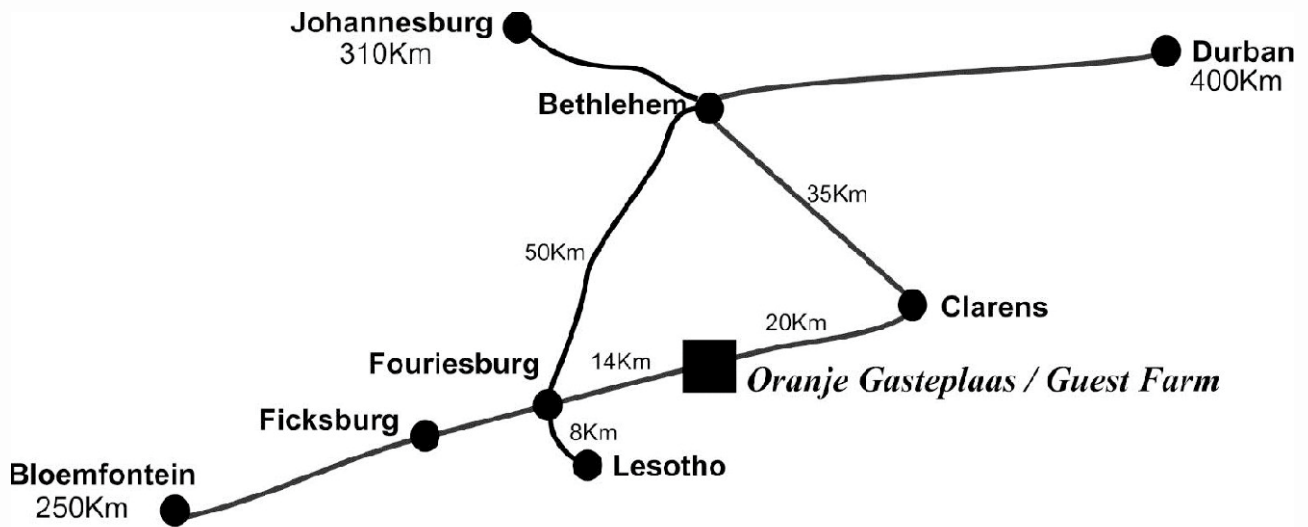 Johannesburg
310Km
Durban
400Km
Bethlehem
35Km
50Km
Clarens
20Km
Fouriesburg
14Km
Oranje Gasteplaas / Guest Farm
Ficksburg
8Km
Lesotho
Bloemfontein
250Km